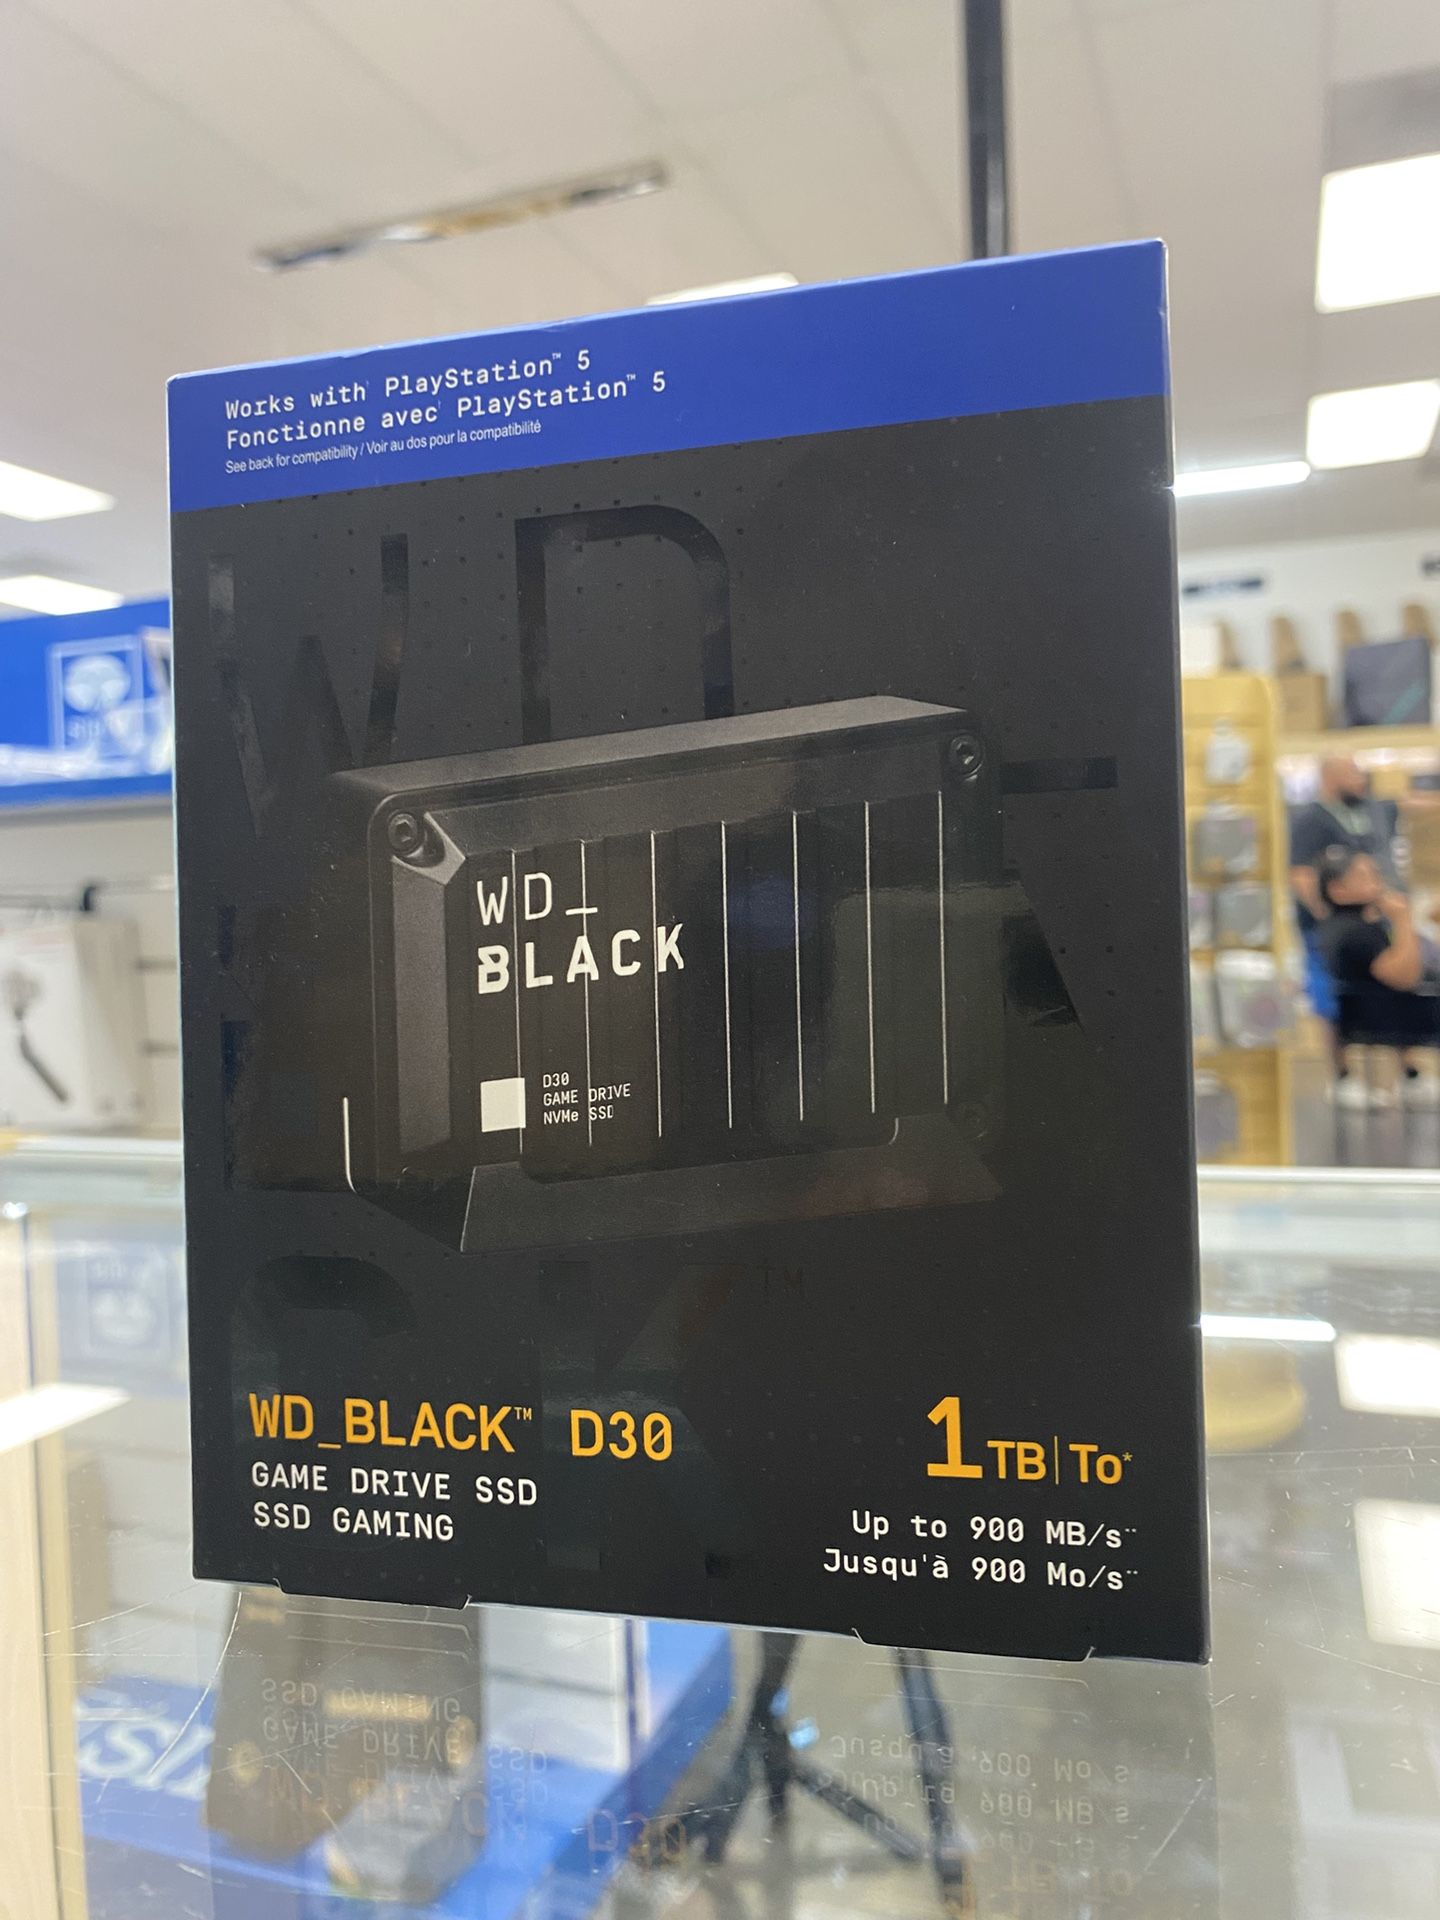 Works with PlayStation™ 5
Fonctionne avec PlayStation™ 5
See back for compatibility / Voir au dos pour la compatibilité
WD_
BLACK
D30
GAME DRIVE
NVMe SSD
WD_BLACK™ D30
GAME DRIVE SSD
SSD GAMING
1TB|To*
Up to 900 MB/s**
Jusqu'à 900 Mo/s**